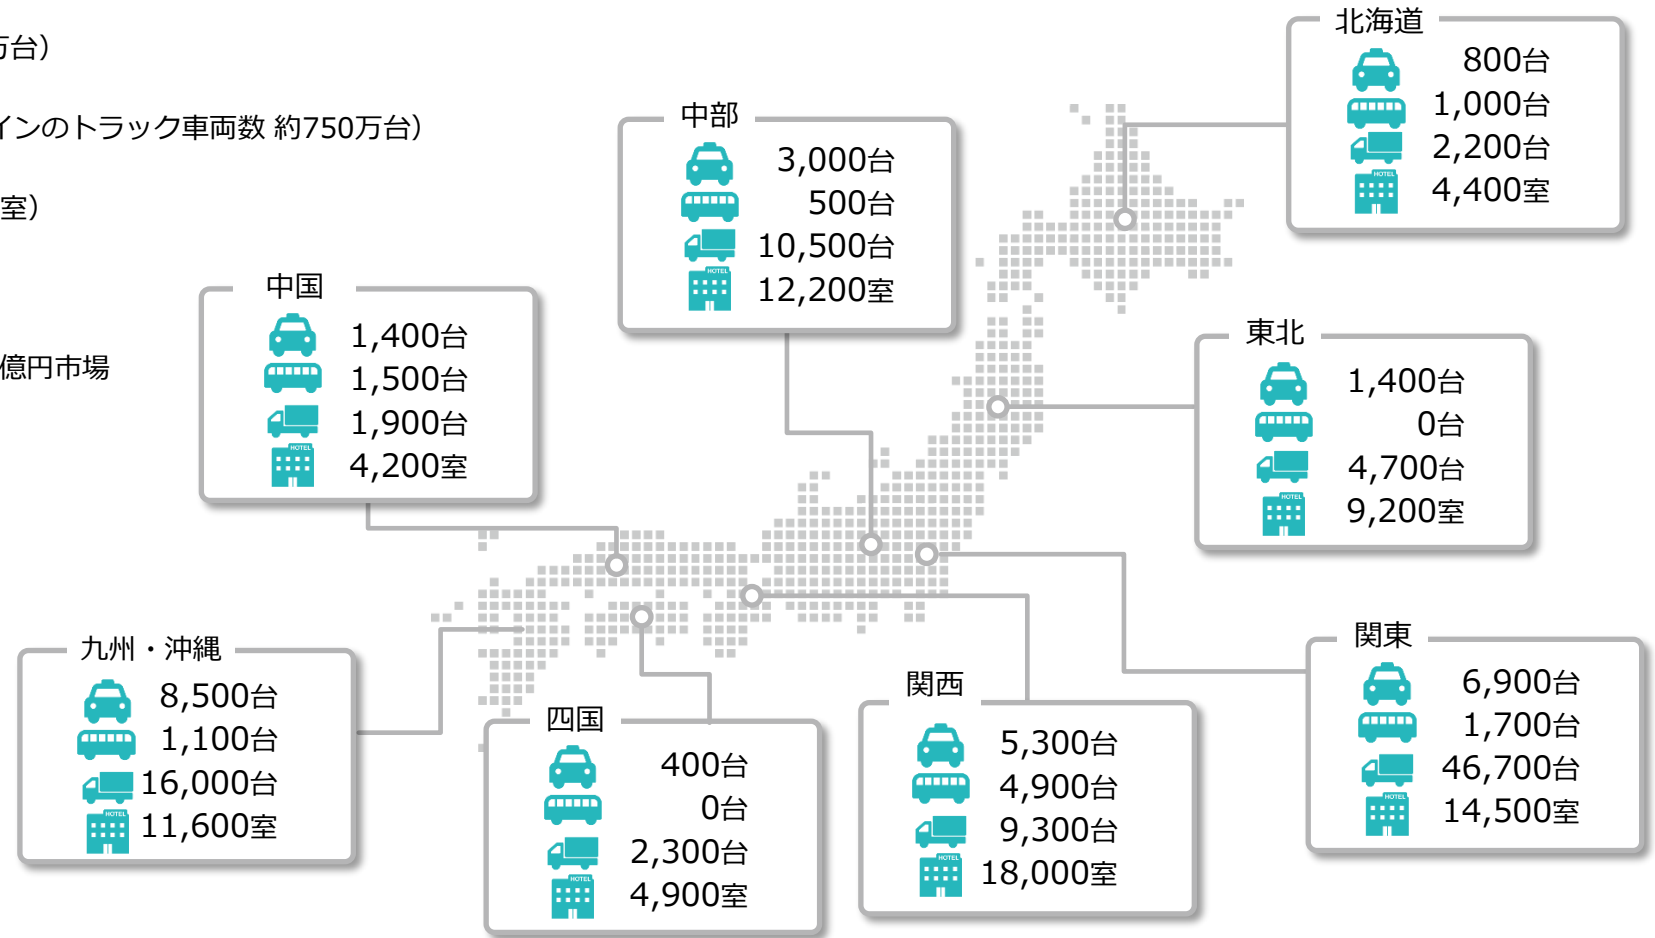 万台）
インのトラック車両数 約750万台）
室）
億円市場
北海道
800台
1,000台
2,200台
HOTEL
4,400室
中部
3,000台
500台
10,500台
HOTEL
12,200室
中国
1,400台
1,500台
1,900台
HOTEL
4,200室
東北
1,400台
0台
4,700台
HOTEL
9,200室
九州・沖縄
8,500台
1,100台
16,000台
HOTEL
11,600室
四国
400台
0台
2,300台
HOTEL
4,900室
関西
5,300台
4,900台
9,300台
HOTEL
18,000室
関東
6,900台
1,700台
46,700台
HOTEL
14,500室